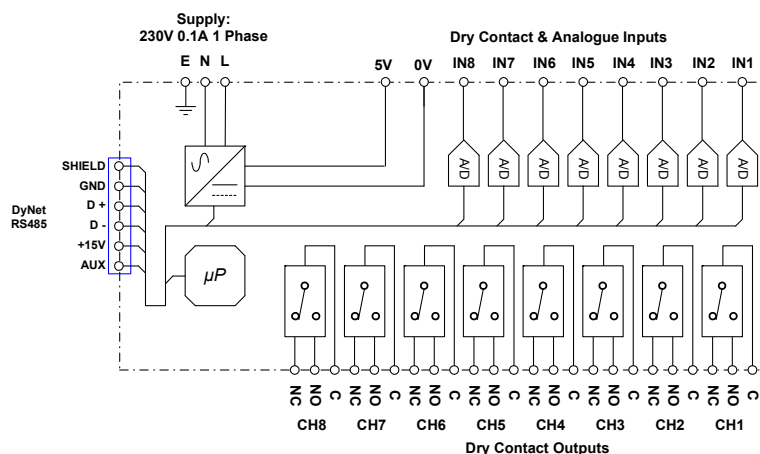 Supply:
230V 0.1A 1 Phase
Dry Contact & Analogue Inputs
E N L
5V 0V IN8 IN7 IN6 IN5 IN4 IN3 IN2 IN1
A/D A/D A/D A/D A/D A/D A/D A/D
DyNet
RS485
SHIELD
GND
D +
D -
+15V
AUX
µP
NC NO C NC NO C NC NO C NC NO C NC NO C NC NO C NC NO C NC NO C
CH8 CH7 CH6 CH5 CH4 CH3 CH2 CH1
Dry Contact Outputs